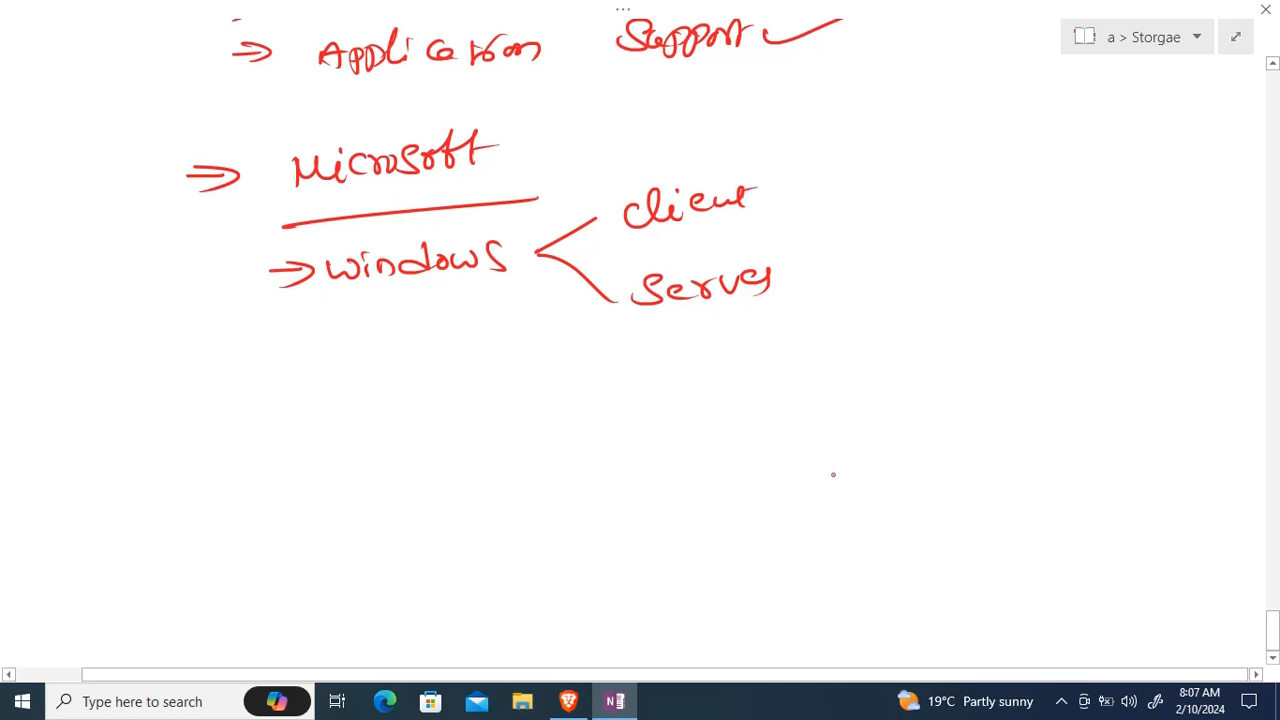 ...
⇒ Application Support ✓
a > Storgae
⇒ Microsoft
→ Windows
Client
Server
Type here to search
19°C Partly sunny
8:07 AM
2/10/2024